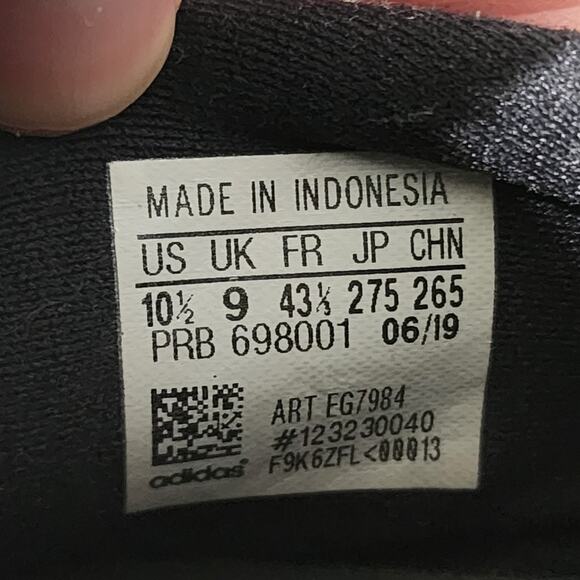 MADE IN INDONESIA
US UK FR JP CHN
10½ 9 43⅓ 275 265
PRB 698001 06/19
ART EG7984
#123230040
F9K6ZFL<00013
adidas